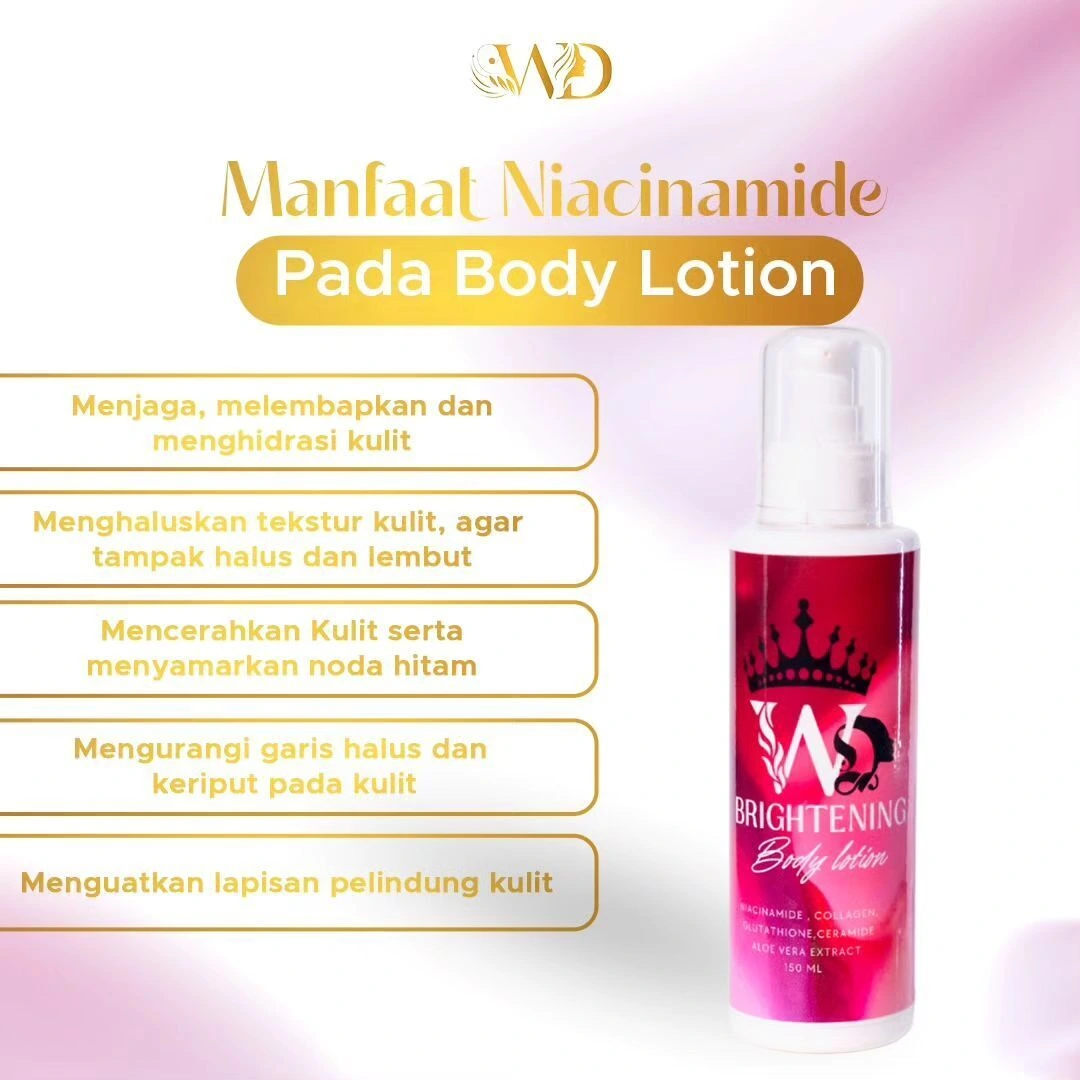 WD
Manfaat Niacinamide
Pada Body Lotion
Menjaga, melembapkan dan
menghidrasi kulit
Menghaluskan tekstur kulit, agar
tampak halus dan lembut
Mencerahkan Kulit serta
menyamarkan noda hitam
Mengurangi garis halus dan
keriput pada kulit
Menguatkan lapisan pelindung kulit
WD
BRIGHTENING
Body lotion
NIACINAMIDE , COLLAGEN,
GLUTATHIONE,CERAMIDE
ALOE VERA EXTRACT
150 ML